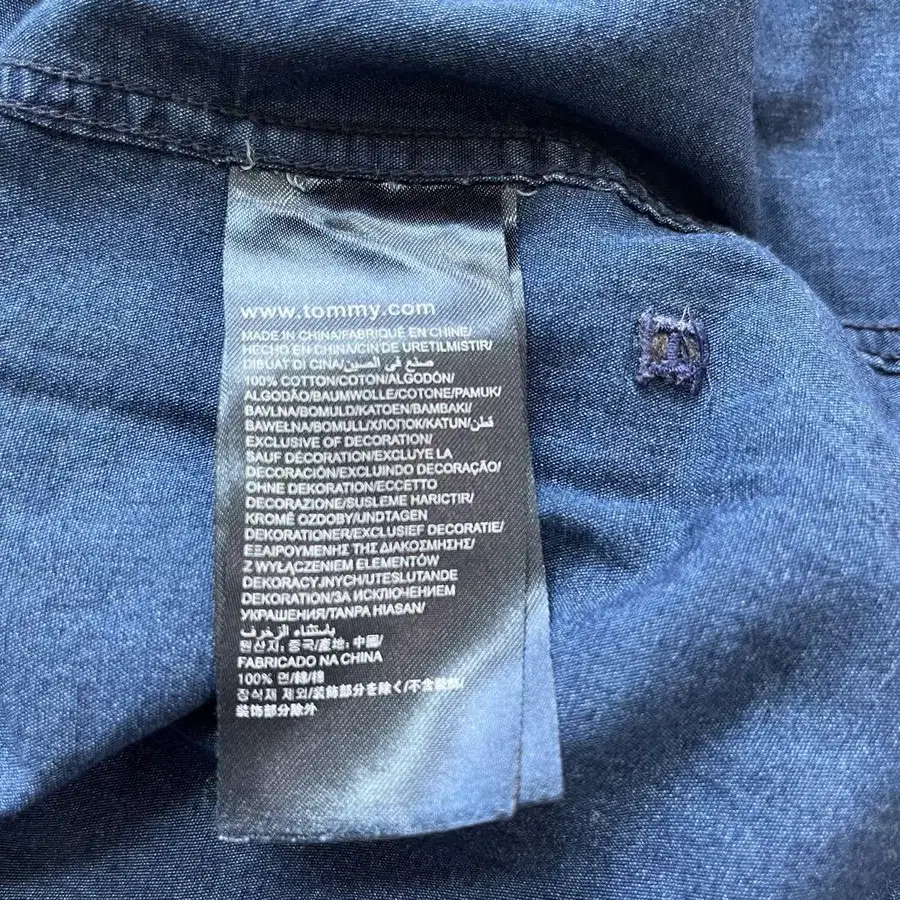 www.tommy.com
MADE IN CHINA/FABRIQUE EN CHINE/
HECHO EN CHINA/CIN DE URETILMISTIR/
DIBUAT DI CINA/صنع في الصين/
100% COTTON/COTON/ALGODÓN/
ALGODÃO/BAUMWOLLE/COTONE/PAMUK/
BAVLNA/BOMULD/KATOEN/BAMBAKI/
BAWEŁNA/BOMULL/ХЛОПОК/KATUN/قطن/
EXCLUSIVE OF DECORATION/
SAUF DÉCORATION/EXCLUYE LA
DECORACIÓN/EXCLUINDO DECORAÇÃO/
OHNE DEKORATION/ECCETTO
DECORAZIONE/SUSLEME HARICTIR/
KROMĚ OZDOBY/UNDTAGEN
DEKORATIONER/EXCLUSIEF DECORATIE/
ΕΞΑΙΡΟΥΜΕΝΗΣ ΤΗΣ ΔΙΑΚΟΣΜΗΣΗΣ/
Z WYŁĄCZENIEM ELEMENTÓW
DEKORACYJNYCH/UTESLUTANDE
DEKORATION/ЗА ИСКЛЮЧЕНИЕМ
УКРАШЕНИЯ/TANPA HIASAN/
باستثناء الزخرف/
원산지: 중국/產地: 中國/
FABRICADO NA CHINA
100% 면/綿/棉
장식재 제외/装飾部分を除く/不含裝飾/
装饰部分除外